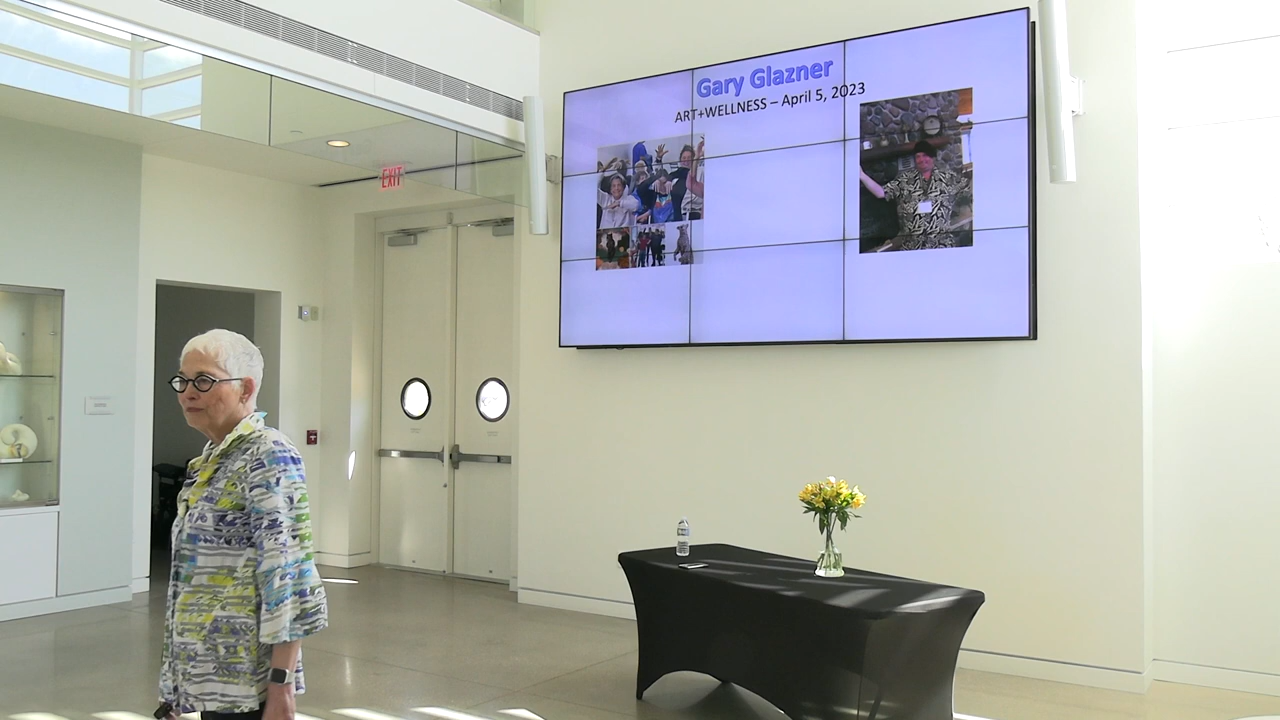 Gary Glazner
ART+WELLNESS – April 5, 2023
EXIT